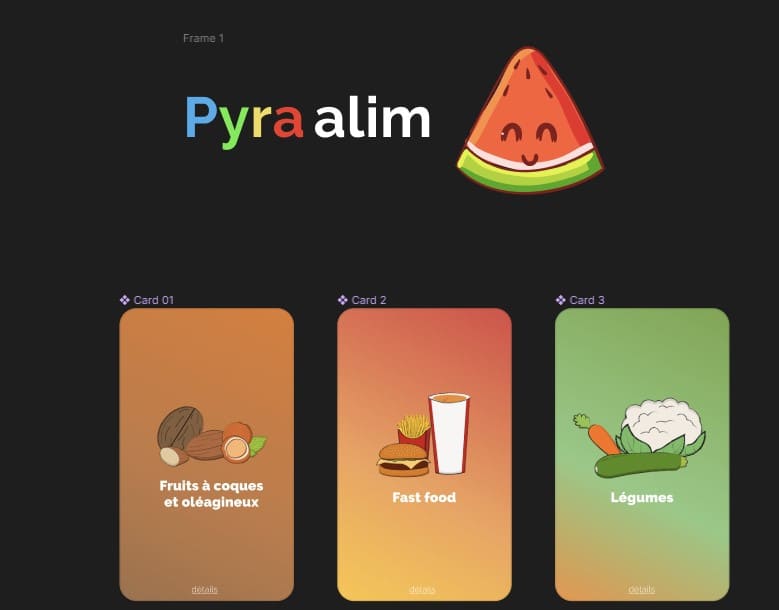 Frame 1
Pyra alim
Card 01
Card 2
Card 3
Fruits à coques
et oléagineux
Fast food
Légumes
détails
détails
détails